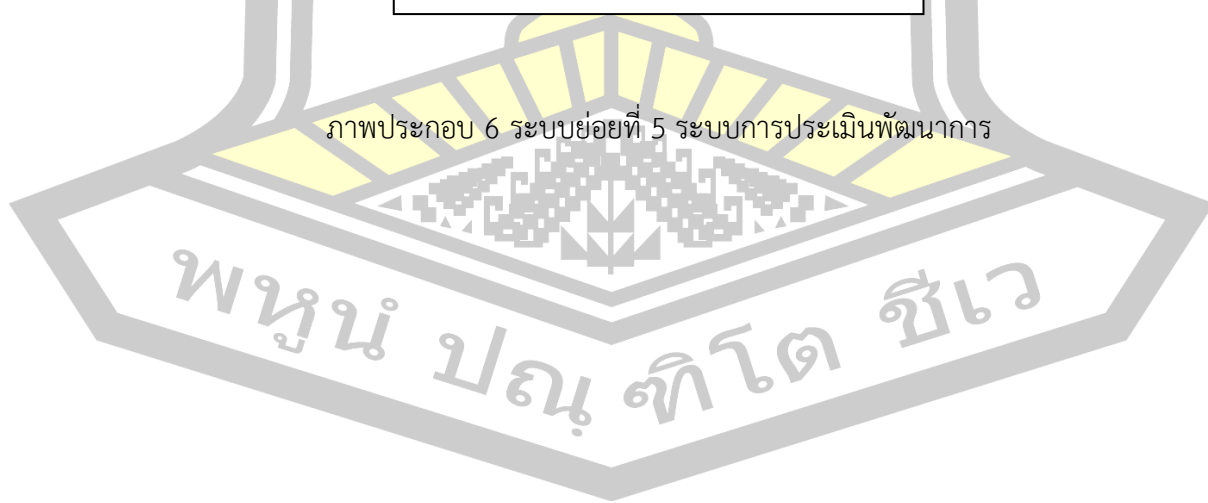 ภาพประกอบ 6 ระบบย่อยที่ 5 ระบบการประเมินพัฒนาการ
พหูนํ ปณฺฑิโต ชีเว